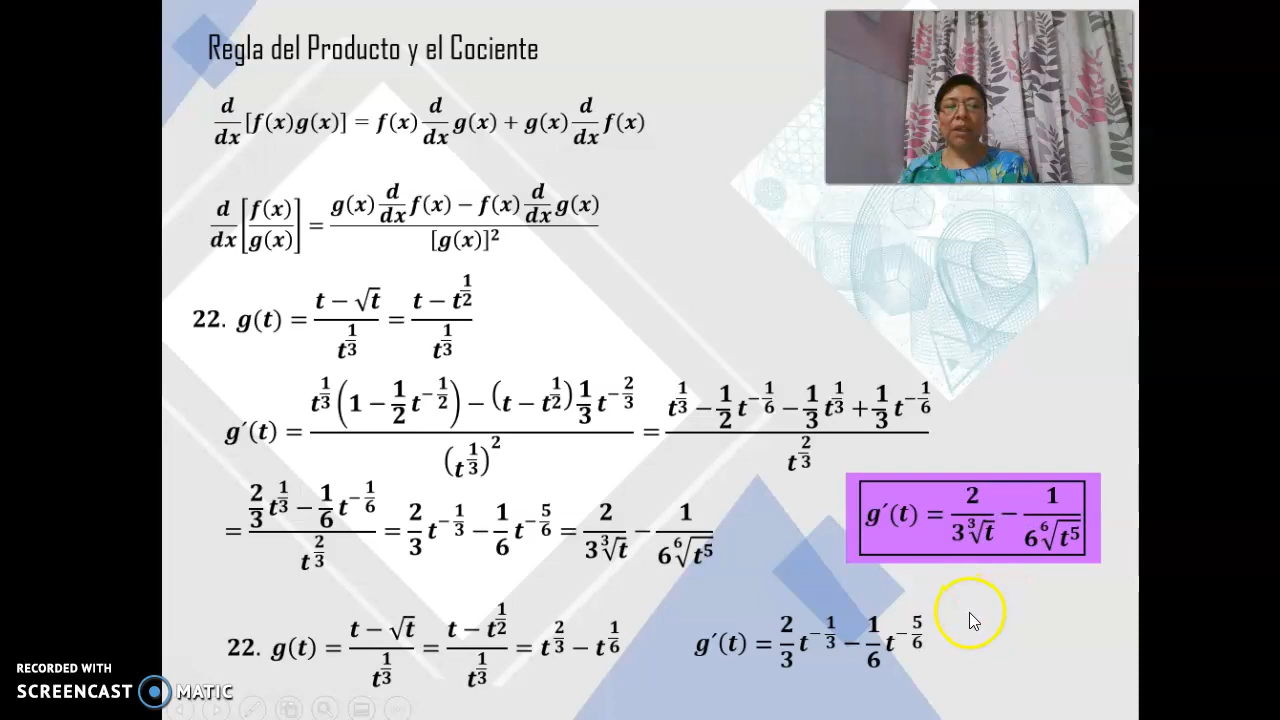 Regla del Producto y el Cociente
d/dx [f(x)g(x)] = f(x) d/dx g(x) + g(x) d/dx f(x)
d/dx [f(x)/g(x)] = (g(x) d/dx f(x) − f(x) d/dx g(x)) / [g(x)]²
22. g(t) = (t − √t) / t^(1/3) = (t − t^(1/2)) / t^(1/3)
g´(t) = (t^(1/3) (1 − 1/2 t^(−1/2)) − (t − t^(1/2)) 1/3 t^(−2/3)) / (t^(1/3))² = (t^(1/3) − 1/2 t^(−1/6) − 1/3 t^(1/3) + 1/3 t^(−1/6)) / t^(2/3)
= (2/3 t^(1/3) − 1/6 t^(−1/6)) / t^(2/3) = 2/3 t^(−1/3) − 1/6 t^(−5/6) = 2/(3 ∛t) − 1/(6 ⁶√t⁵)
g´(t) = 2/(3 ∛t) − 1/(6 ⁶√t⁵)
22. g(t) = (t − √t) / t^(1/3) = (t − t^(1/2)) / t^(1/3) = t^(2/3) − t^(1/6)
g´(t) = 2/3 t^(−1/3) − 1/6 t^(−5/6)
RECORDED WITH
SCREENCAST MATIC